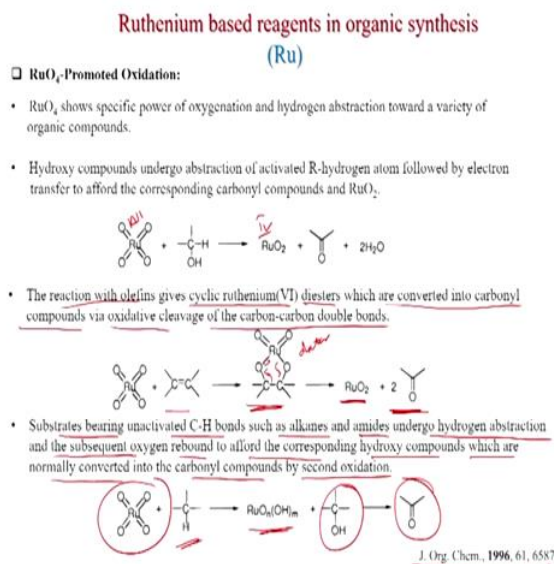 Ruthenium based reagents in organic synthesis
(Ru)
❑ RuO4-Promoted Oxidation:
• RuO4 shows specific power of oxygenation and hydrogen abstraction toward a variety of
organic compounds.
• Hydroxy compounds undergo abstraction of activated R-hydrogen atom followed by electron
transfer to afford the corresponding carbonyl compounds and RuO2.
VIII IV
O O Ru O O + C-H OH → RuO2 + O + 2H2O
• The reaction with olefins gives cyclic ruthenium(VI) diesters which are converted into carbonyl
compounds via oxidative cleavage of the carbon-carbon double bonds.
O O Ru O O + C=C → O O Ru O O C-C → RuO2 + 2 O
• Substrates bearing unactivated C-H bonds such as alkanes and amides undergo hydrogen abstraction
and the subsequent oxygen rebound to afford the corresponding hydroxy compounds which are
normally converted into the carbonyl compounds by second oxidation.
O O Ru O O + C H → RuOn(OH)m + C OH → O
J. Org. Chem., 1996, 61, 6587